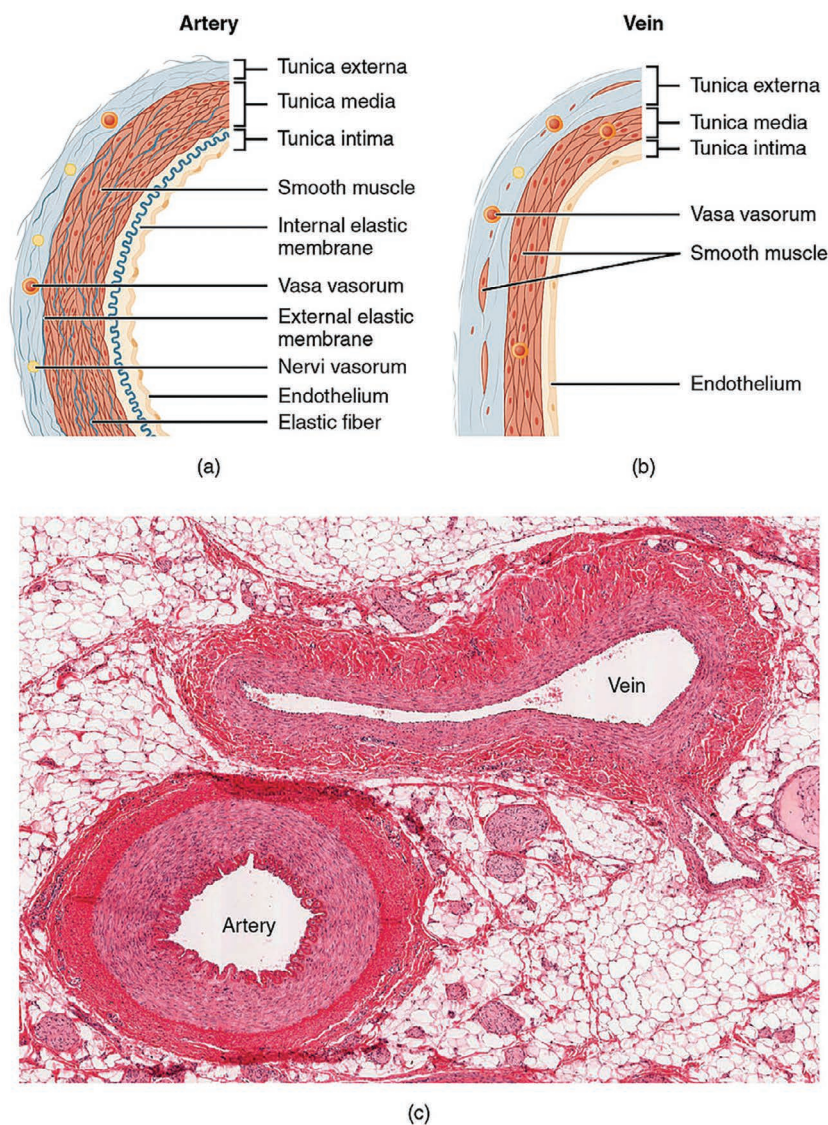 Artery
Tunica externa
Tunica media
Tunica intima
Smooth muscle
Internal elastic
membrane
Vasa vasorum
External elastic
membrane
Nervi vasorum
Endothelium
Elastic fiber
(a)
Vein
Tunica externa
Tunica media
Tunica intima
Vasa vasorum
Smooth muscle
Endothelium
(b)
Vein
Artery
(c)